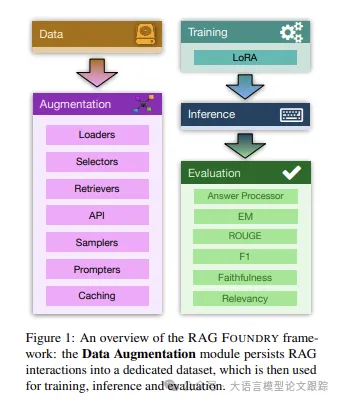 Data
Augmentation
Loaders
Selectors
Retrievers
API
Samplers
Prompters
Caching
Training
LoRA
Inference
Evaluation
Answer Processor
EM
ROUGE
F1
Faithfulness
Relevancy
Figure 1: An overview of the RAG FOUNDRY frame-
work: the Data Augmentation module persists RAG
interactions into a dedicated dataset, which is then used
for training, inference and evaluation.
大语言模型论文跟踪